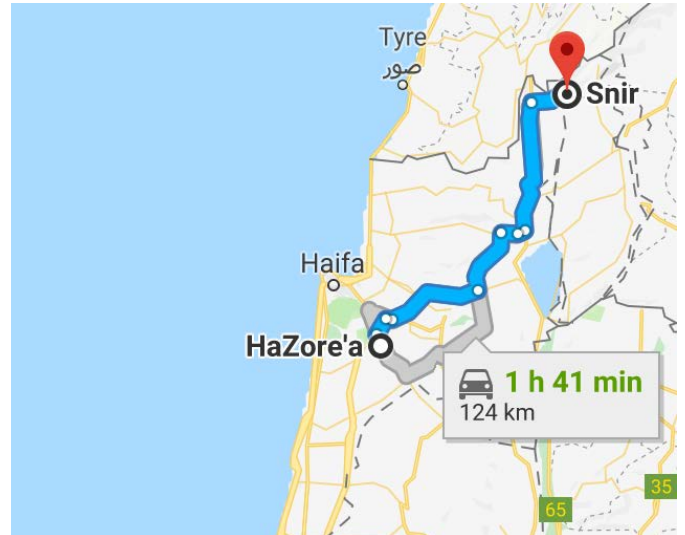 Tyre
صور
Snir
Haifa
HaZore'a
1 h 41 min
124 km
35
65